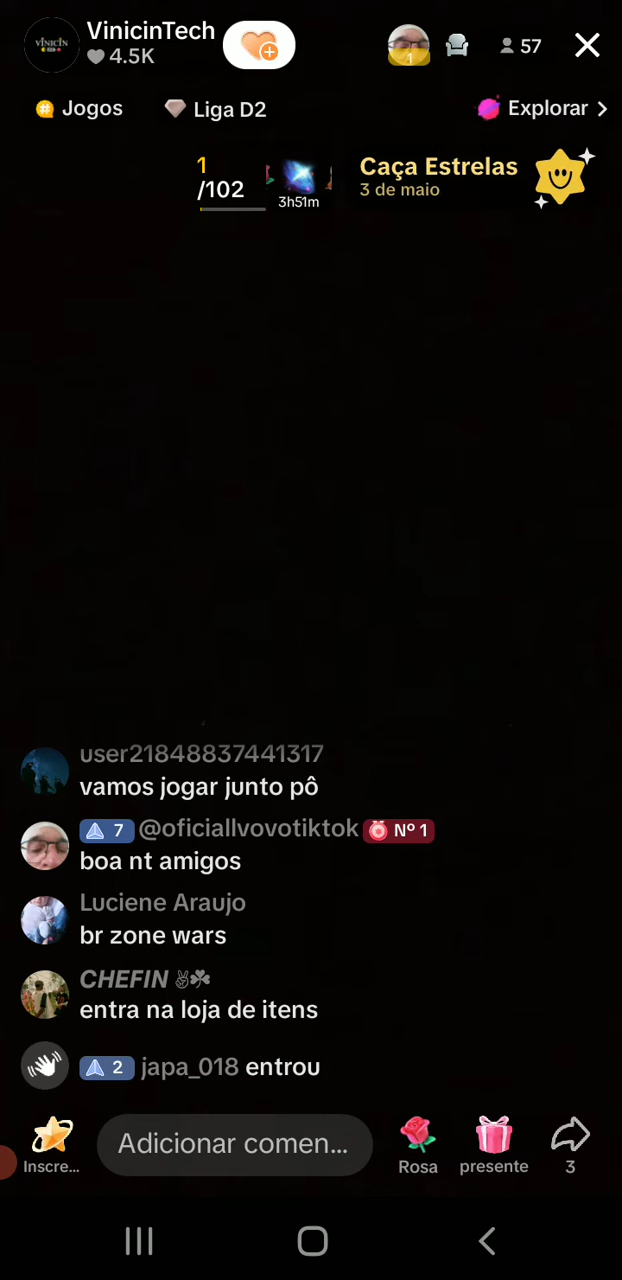 VinicinTech
4.5K
VINICIN
1
57
Jogos
Liga D2
Explorar
1
/102
3h51m
Caça Estrelas
3 de maio
user21848837441317
vamos jogar junto pô
7 @oficiallvovotiktok Nº 1
boa nt amigos
Luciene Araujo
br zone wars
CHEFIN ✌☘
entra na loja de itens
2 japa_018 entrou
Adicionar comen...
Inscre...
Rosa
presente
3